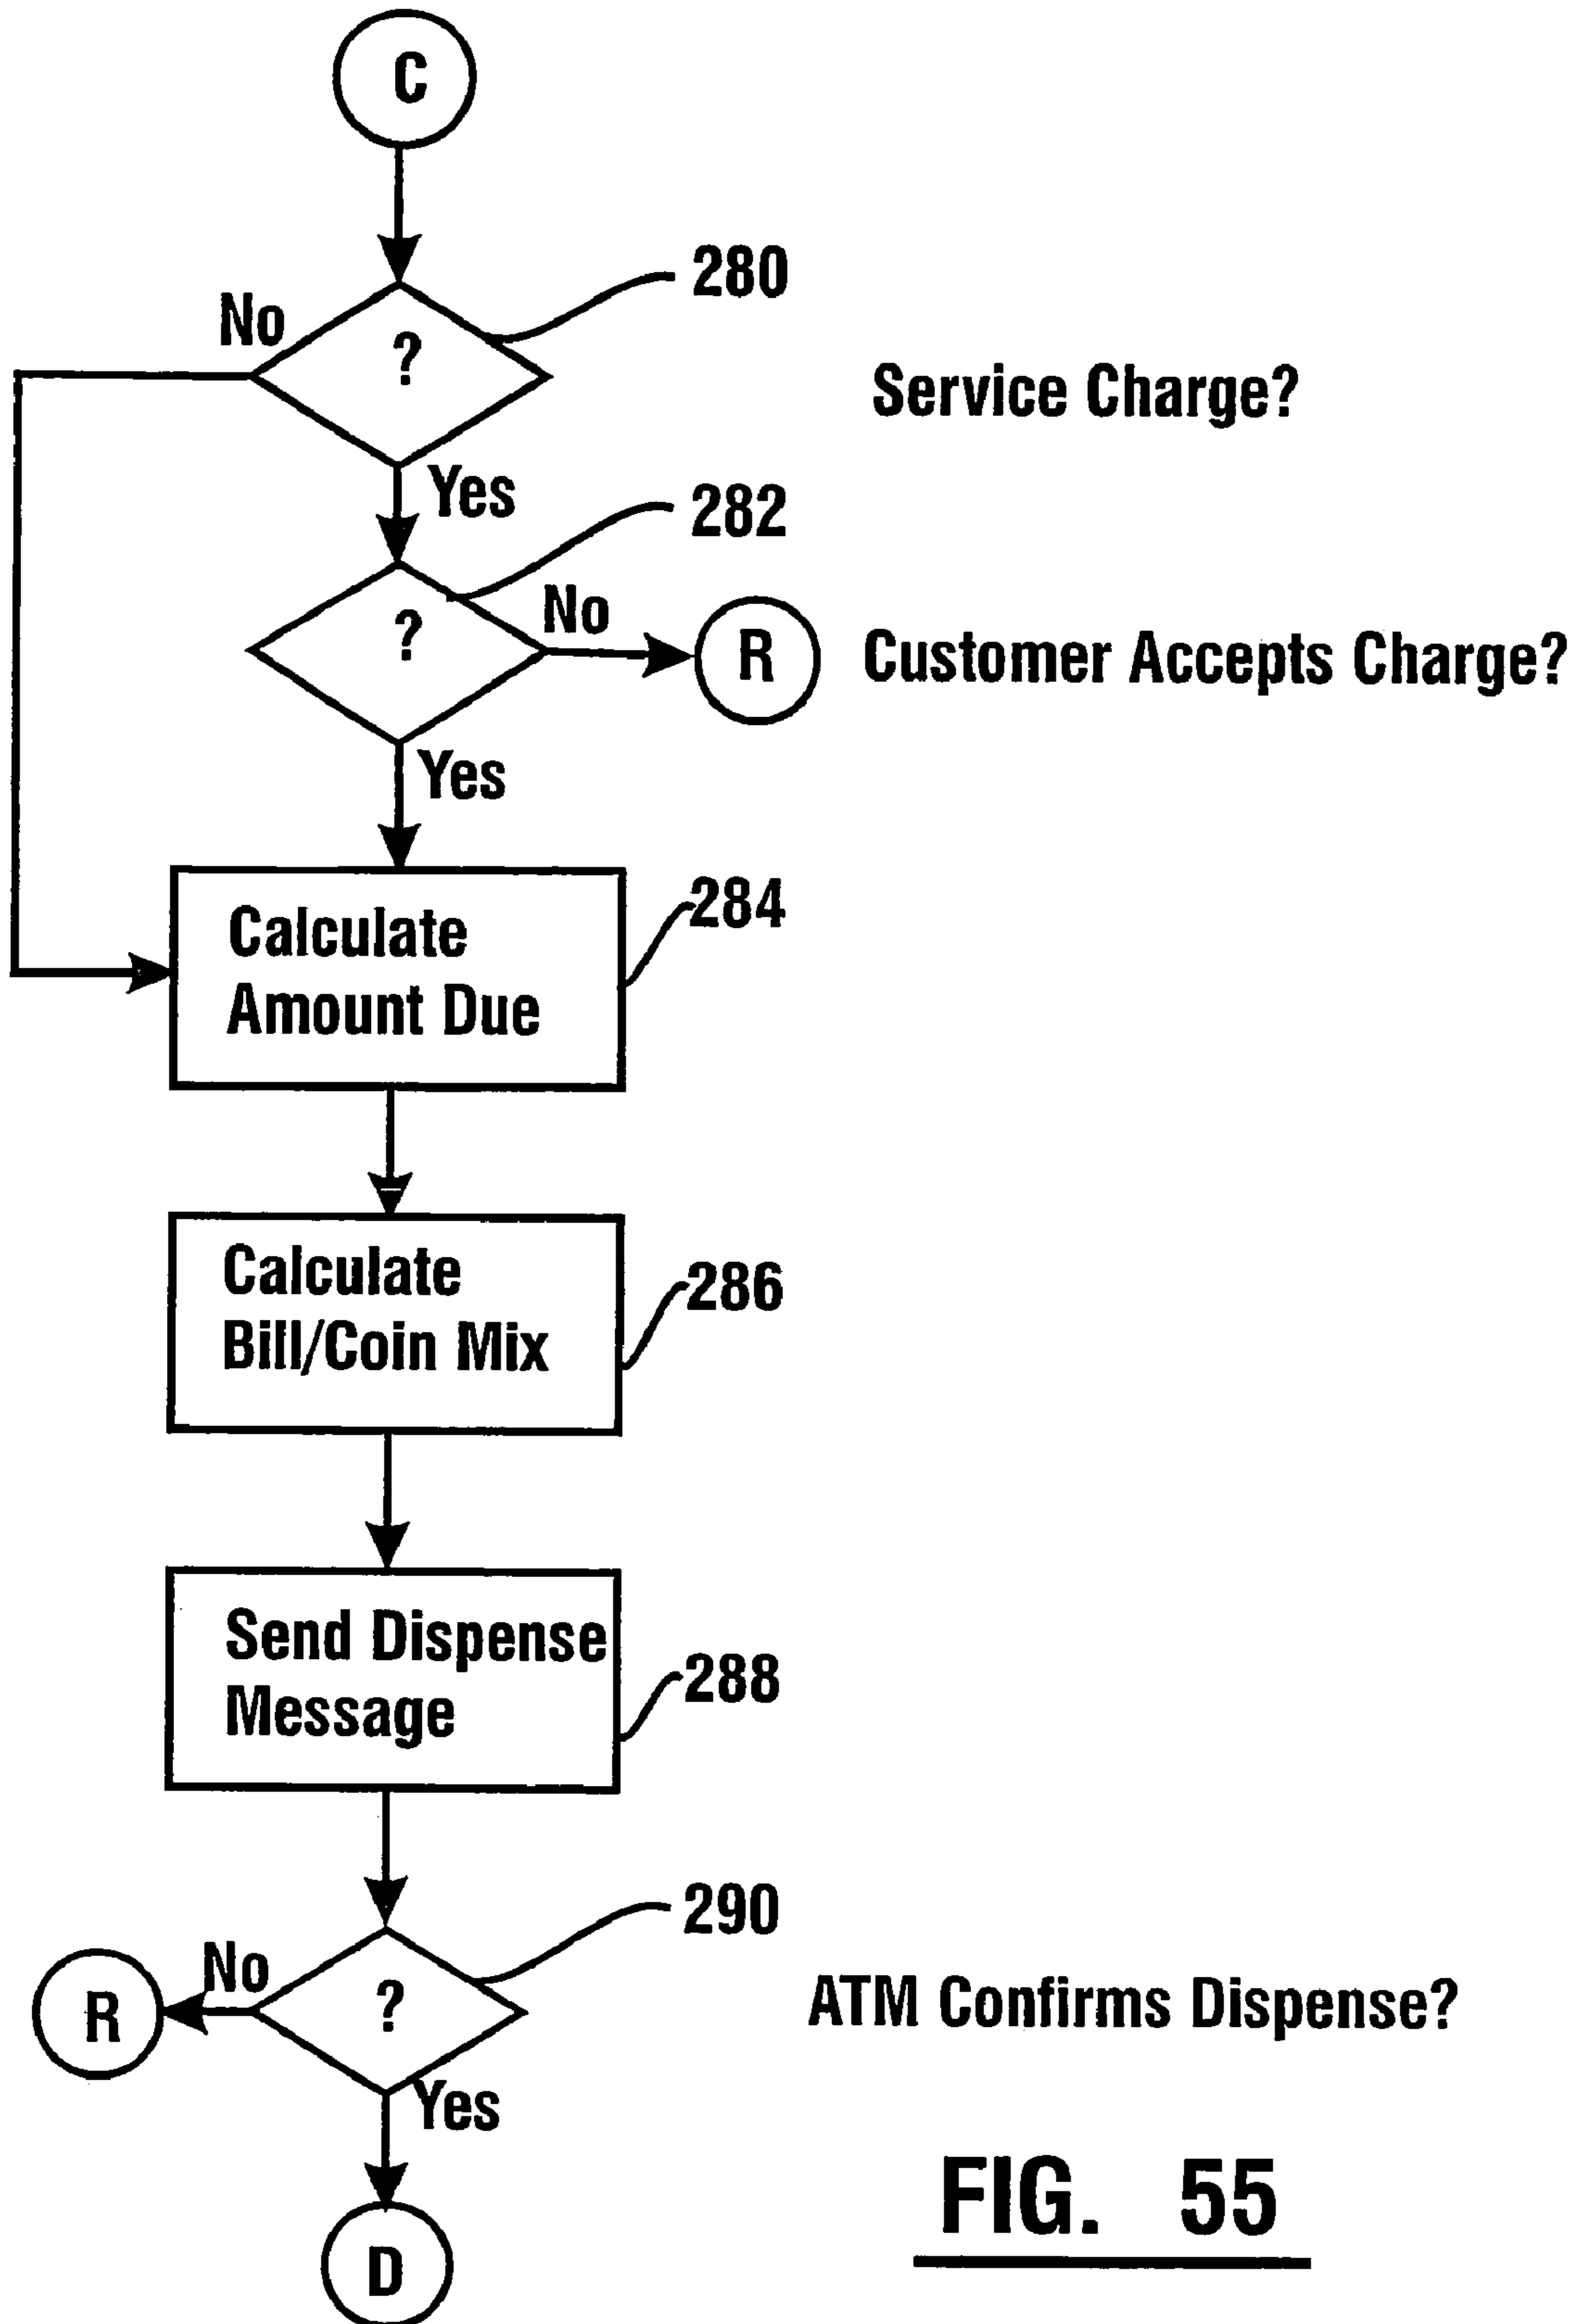 C
280
No
?
Service Charge?
Yes
282
No
?
R
Customer Accepts Charge?
Yes
284
Calculate
Amount Due
286
Calculate
Bill/Coin Mix
Send Dispense
Message
288
290
No
R
?
ATM Confirms Dispense?
Yes
D
FIG. 55